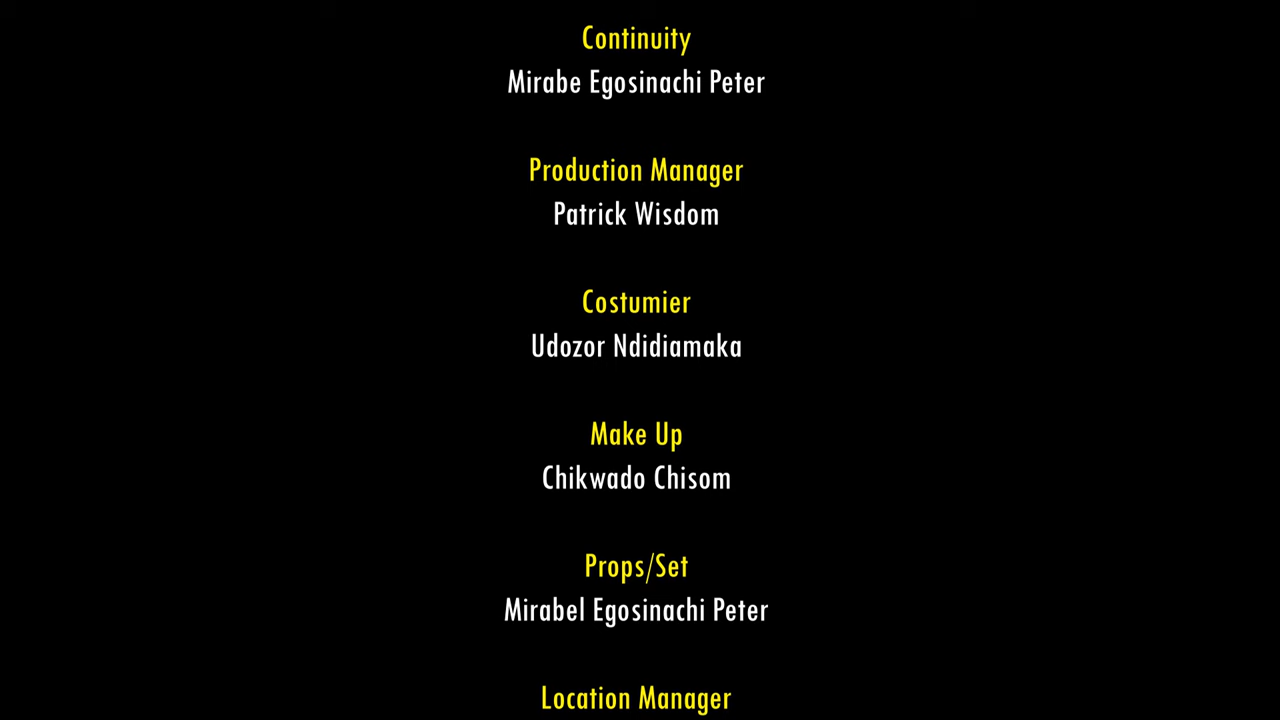 Continuity
Mirabe Egosinachi Peter
Production Manager
Patrick Wisdom
Costumier
Udozor Ndidiamaka
Make Up
Chikwado Chisom
Props/Set
Mirabel Egosinachi Peter
Location Manager